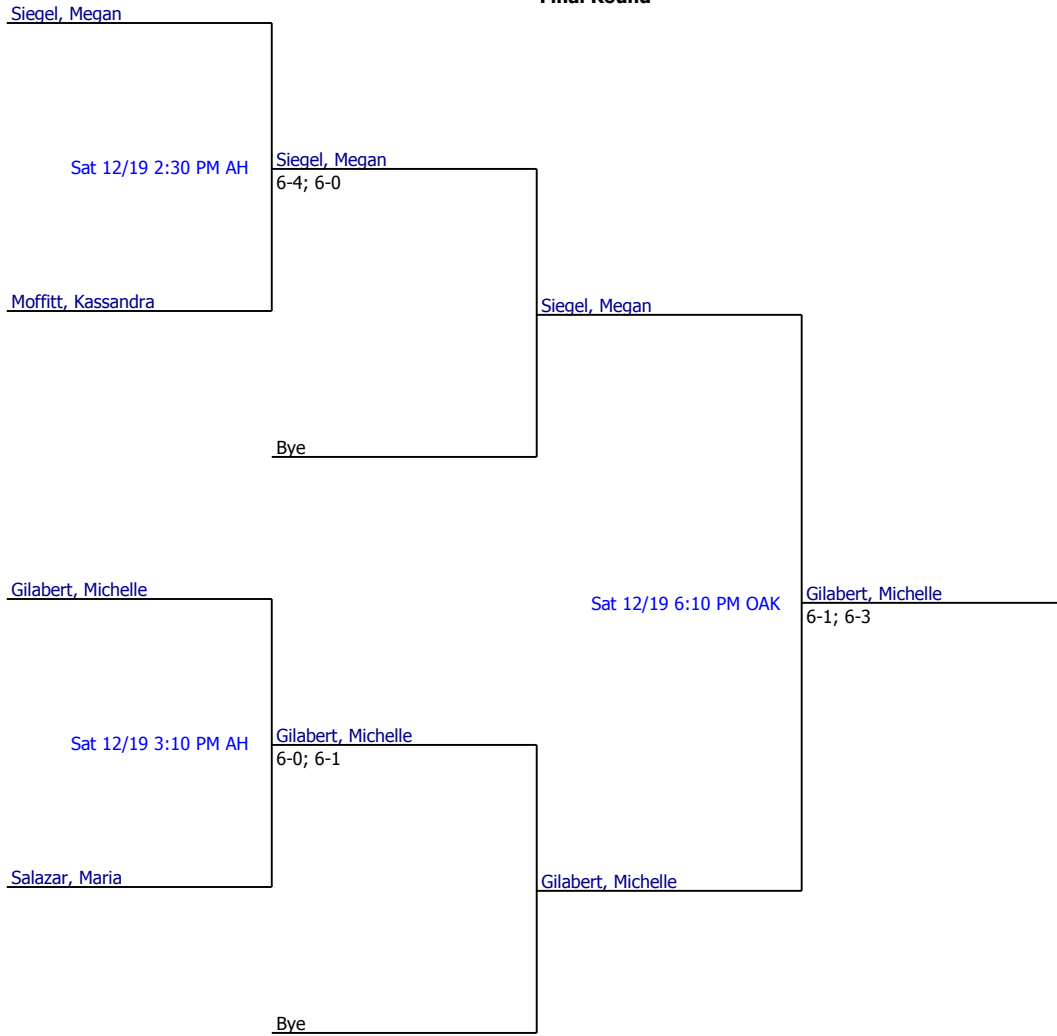 Final Round
Siegel, Megan
Sat 12/19 2:30 PM AH
Siegel, Megan
6-4; 6-0
Moffitt, Kassandra
Siegel, Megan
Bye
Gilabert, Michelle
Sat 12/19 6:10 PM OAK
Gilabert, Michelle
6-1; 6-3
Sat 12/19 3:10 PM AH
Gilabert, Michelle
6-0; 6-1
Salazar, Maria
Gilabert, Michelle
Bye